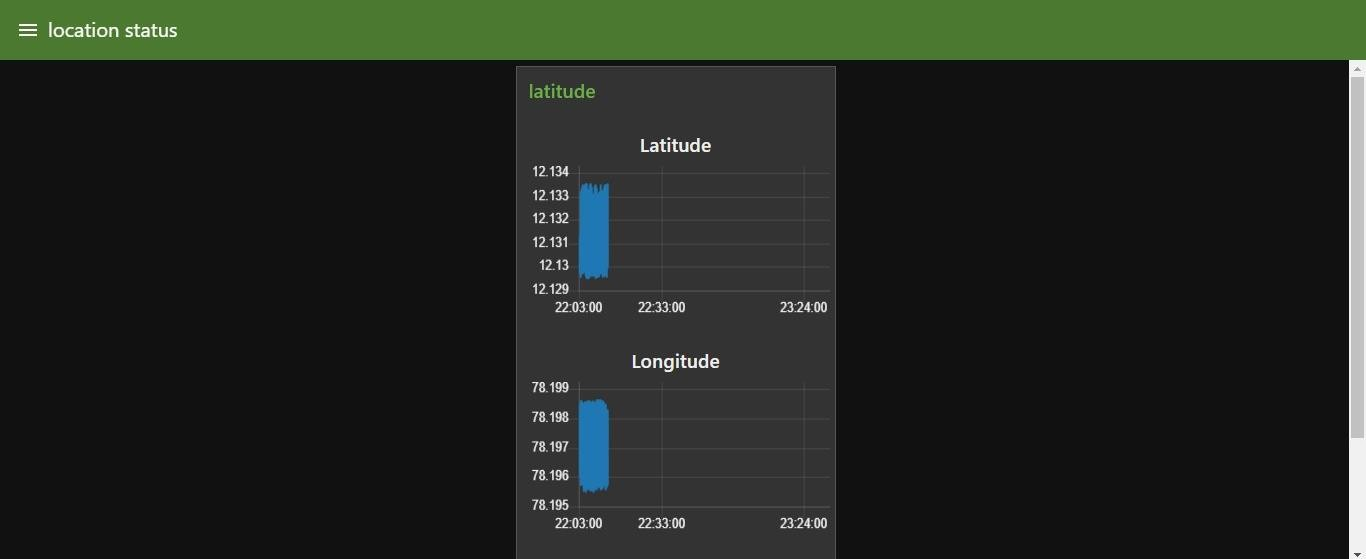 location status
latitude
Latitude
12.134
12.133
12.132
12.131
12.13
12.129
22:03:00 22:33:00 23:24:00
Longitude
78.199
78.198
78.197
78.196
78.195
22:03:00 22:33:00 23:24:00